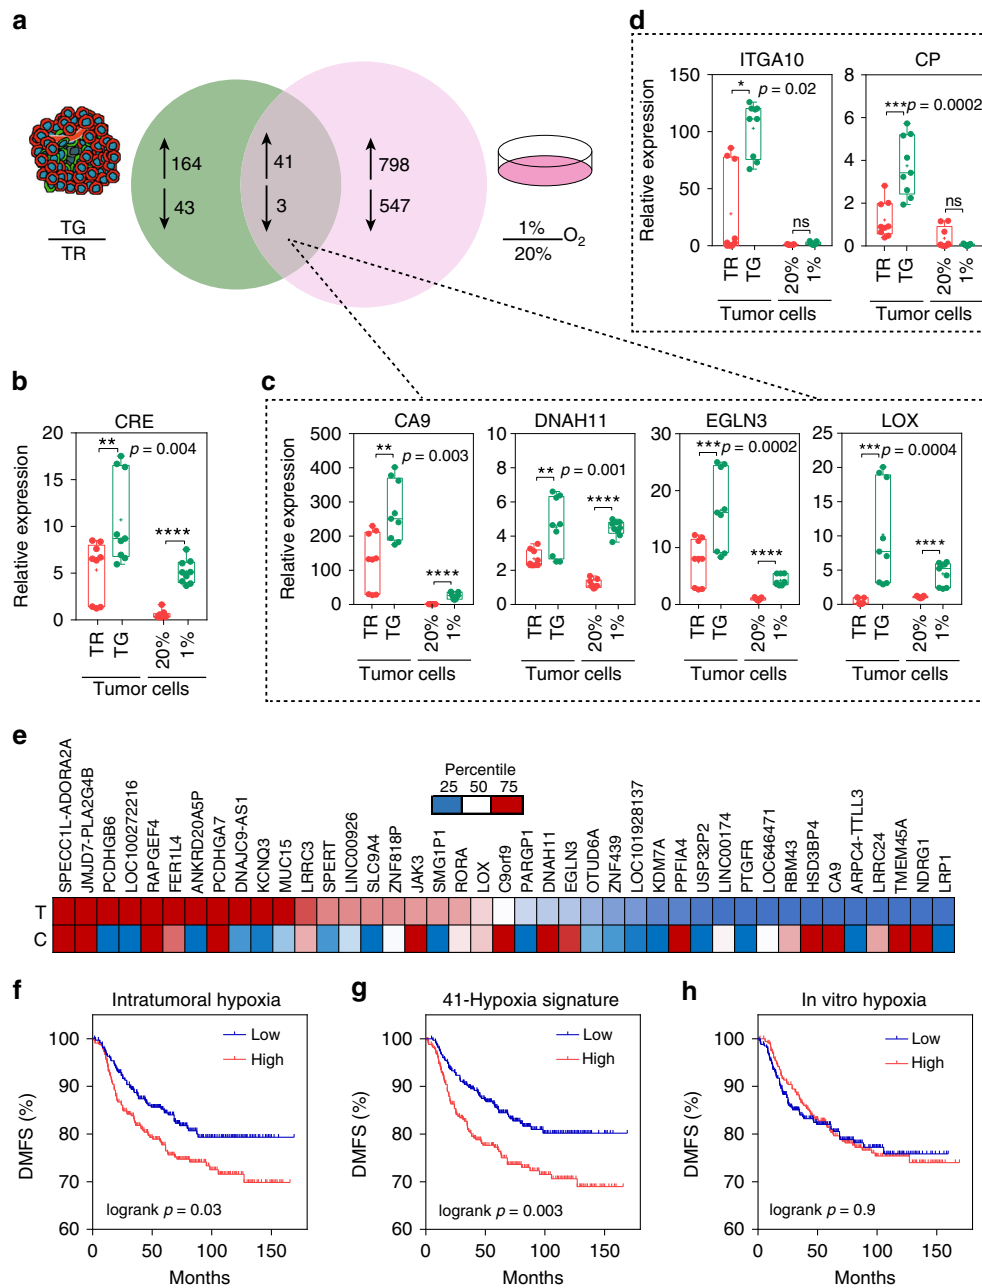 a
164
43
41
3
798
547
TG
TR
1%
20%
O2
d
ITGA10
CP
Relative expression
150
100
50
0
* p = 0.02
ns
TR
TG
20%
1%
Tumor cells
8
6
4
2
0
*** p = 0.0002
ns
TR
TG
20%
1%
Tumor cells
b
CRE
Relative expression
20
15
10
5
0
** p = 0.004
****
TR
TG
20%
1%
Tumor cells
c
CA9
Relative expression
500
400
300
200
100
0
** p = 0.003
****
TR
TG
20%
1%
Tumor cells
DNAH11
8
6
4
2
0
** p = 0.001
****
TR
TG
20%
1%
Tumor cells
EGLN3
30
20
10
0
*** p = 0.0002
****
TR
TG
20%
1%
Tumor cells
LOX
25
20
15
10
5
0
*** p = 0.0004
****
TR
TG
20%
1%
Tumor cells
e
Percentile
25 50 75
SPECC1L-ADORA2A
JMJD7-PLA2G4B
PCDHGB6
LOC100272216
RAPGEF4
FER1L4
ANKRD20A5P
PCDHGA7
DNAJC9-AS1
KCNQ3
MUC15
LRRC3
SPERT
LINC00926
SLC9A4
ZNF818P
JAK3
SMG1P1
RORA
LOX
C9orf9
PARGP1
DNAH11
EGLN3
OTUD6A
ZNF439
LOC101928137
KDM7A
PPFIA4
USP32P2
LINC00174
PTGFR
LOC646471
RBM43
HSD3BP4
CA9
ARPC4-TTLL3
LRRC24
TMEM45A
NDRG1
LRP1
T
C
f
Intratumoral hypoxia
DMFS (%)
100
90
80
70
60
Low
High
logrank p = 0.03
0 50 100 150
Months
g
41-Hypoxia signature
DMFS (%)
100
90
80
70
60
Low
High
logrank p = 0.003
0 50 100 150
Months
h
In vitro hypoxia
DMFS (%)
100
90
80
70
60
Low
High
logrank p = 0.9
0 50 100 150
Months